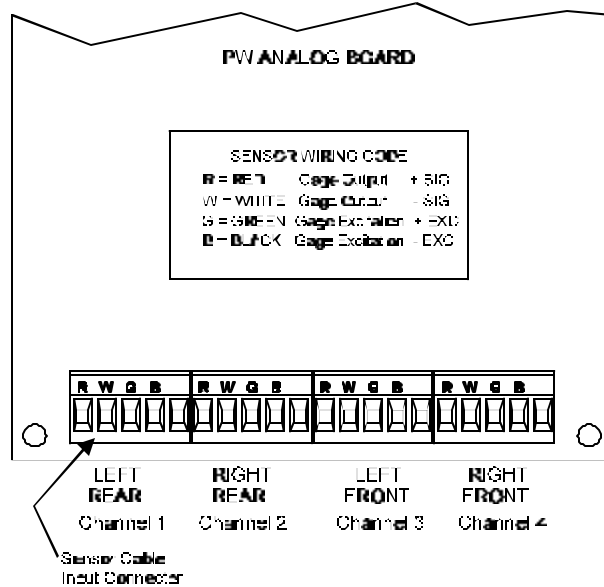 PW ANALOG BOARD
SENSOR WIRING CODE
R = RED Gage Output + SIG
W = WHITE Gage Output - SIG
G = GREEN Gage Excitation + EXC
B = BLACK Gage Excitation - EXC
R W G B R W G B R W G B R W G B
LEFT REAR
RIGHT REAR
LEFT FRONT
RIGHT FRONT
Channel 1 Channel 2 Channel 3 Channel 4
Sensor Cable
Input Connector